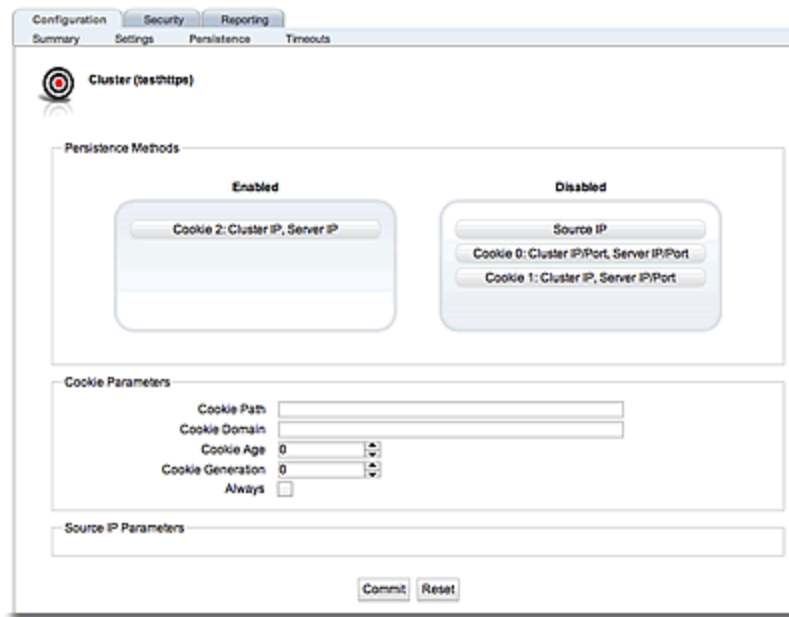 Configuration Security Reporting
Summary Settings Persistence Timeouts
Cluster (testhttps)
Persistence Methods
Enabled Disabled
Cookie 2: Cluster IP, Server IP Source IP
Cookie 0: Cluster IP/Port, Server IP/Port
Cookie 1: Cluster IP, Server IP/Port
Cookie Parameters
Cookie Path
Cookie Domain
Cookie Age 0
Cookie Generation 0
Always
Source IP Parameters
Commit Reset